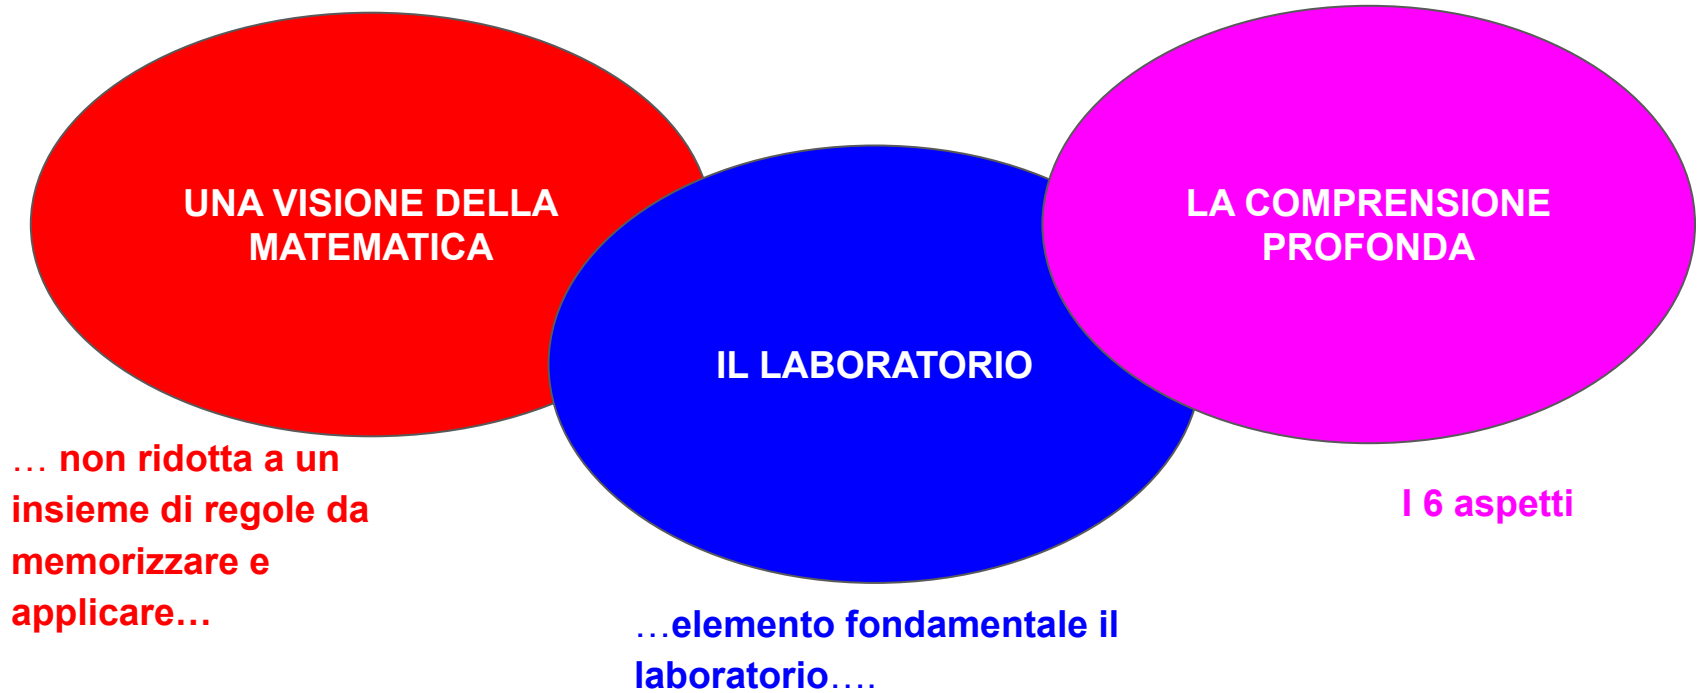 UNA VISIONE DELLA
MATEMATICA
IL LABORATORIO
LA COMPRENSIONE
PROFONDA
… non ridotta a un
insieme di regole da
memorizzare e
applicare…
…elemento fondamentale il
laboratorio….
I 6 aspetti